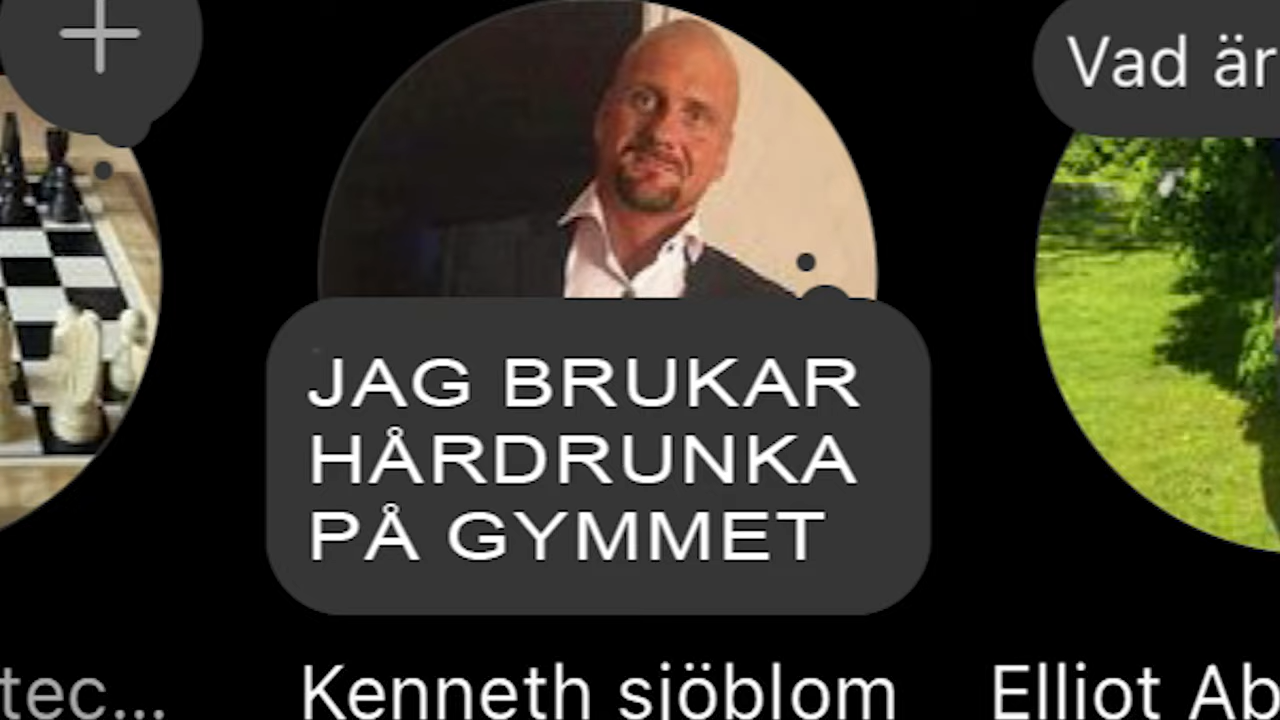 Vad är
JAG BRUKAR
HÅRDRUNKA
PÅ GYMMET
tec...
Kenneth sjöblom
Elliot Ab